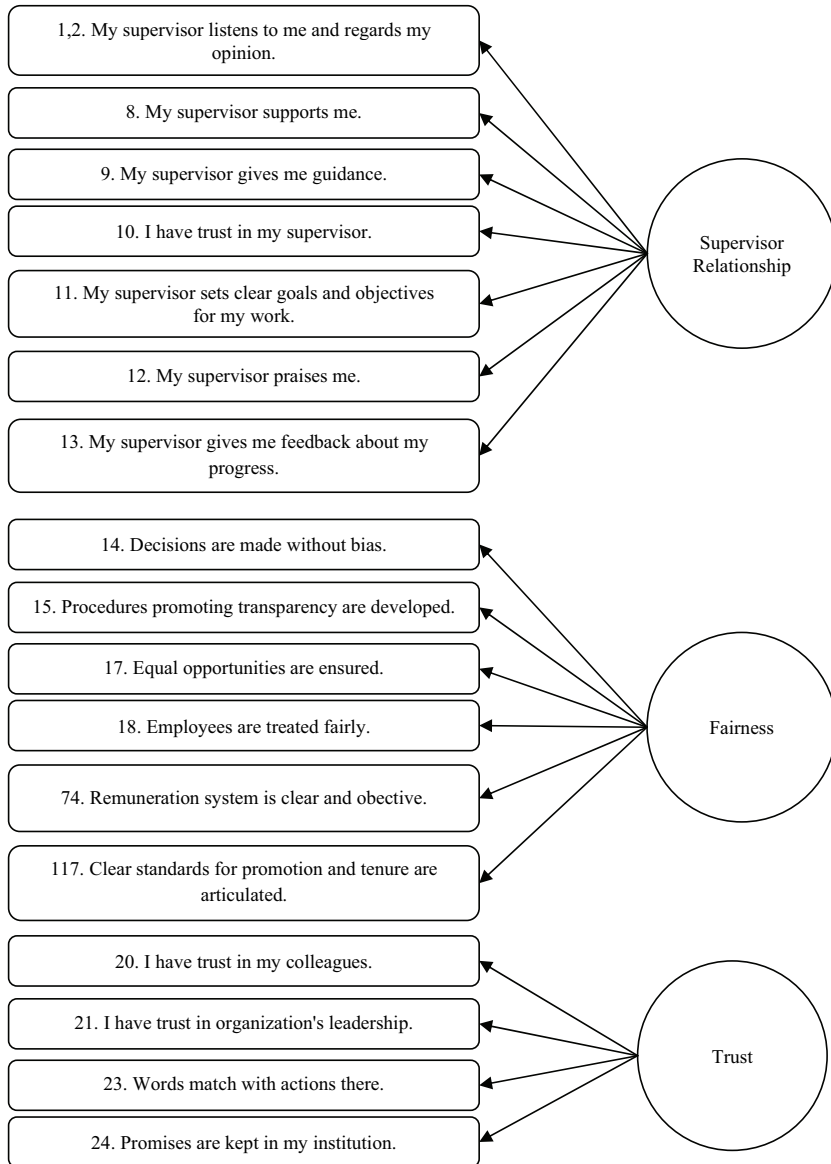 1,2. My supervisor listens to me and regards my
opinion.
8. My supervisor supports me.
9. My supervisor gives me guidance.
10. I have trust in my supervisor.
11. My supervisor sets clear goals and objectives
for my work.
12. My supervisor praises me.
13. My supervisor gives me feedback about my
progress.
Supervisor
Relationship
14. Decisions are made without bias.
15. Procedures promoting transparency are developed.
17. Equal opportunities are ensured.
18. Employees are treated fairly.
74. Remuneration system is clear and obective.
117. Clear standards for promotion and tenure are
articulated.
Fairness
20. I have trust in my colleagues.
21. I have trust in organization's leadership.
23. Words match with actions there.
24. Promises are kept in my institution.
Trust